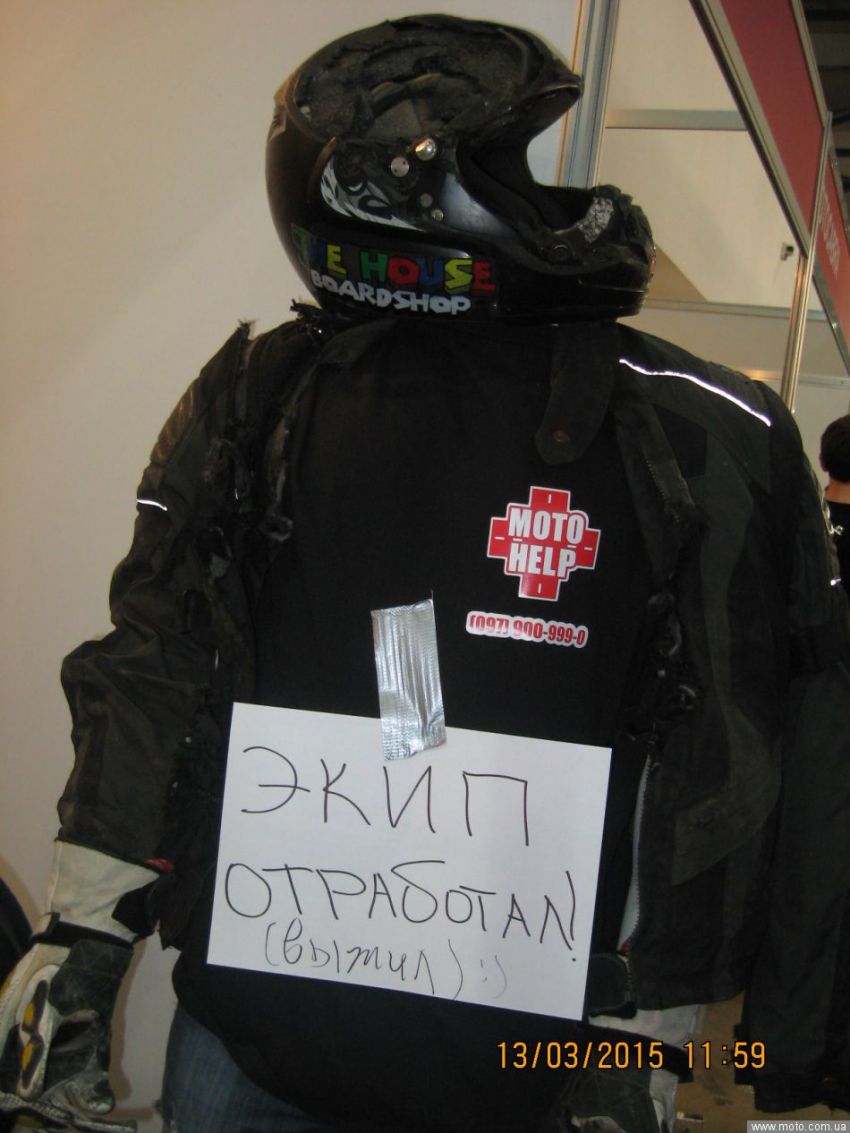 THE HOUSE
BOARDSHOP
MOTO
HELP
(097) 900-999-0
ЭКИП
ОТРАБОТАЛ!
(выжил) :)
13/03/2015 11:59
www.moto.com.ua